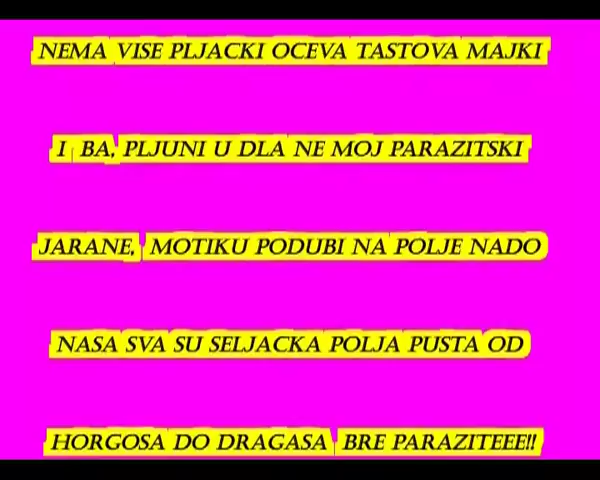 NEMA VISE PLJACKI OCEVA TASTOVA MAJKI
I BA, PLJUNI U DLA NE MOJ PARAZITSKI
JARANE, MOTIKU PODUBI NA POLJE NADO
NASA SVA SU SELJACKA POLJA PUSTA OD
HORGOSA DO DRAGASA BRE PARAZITEEE!!